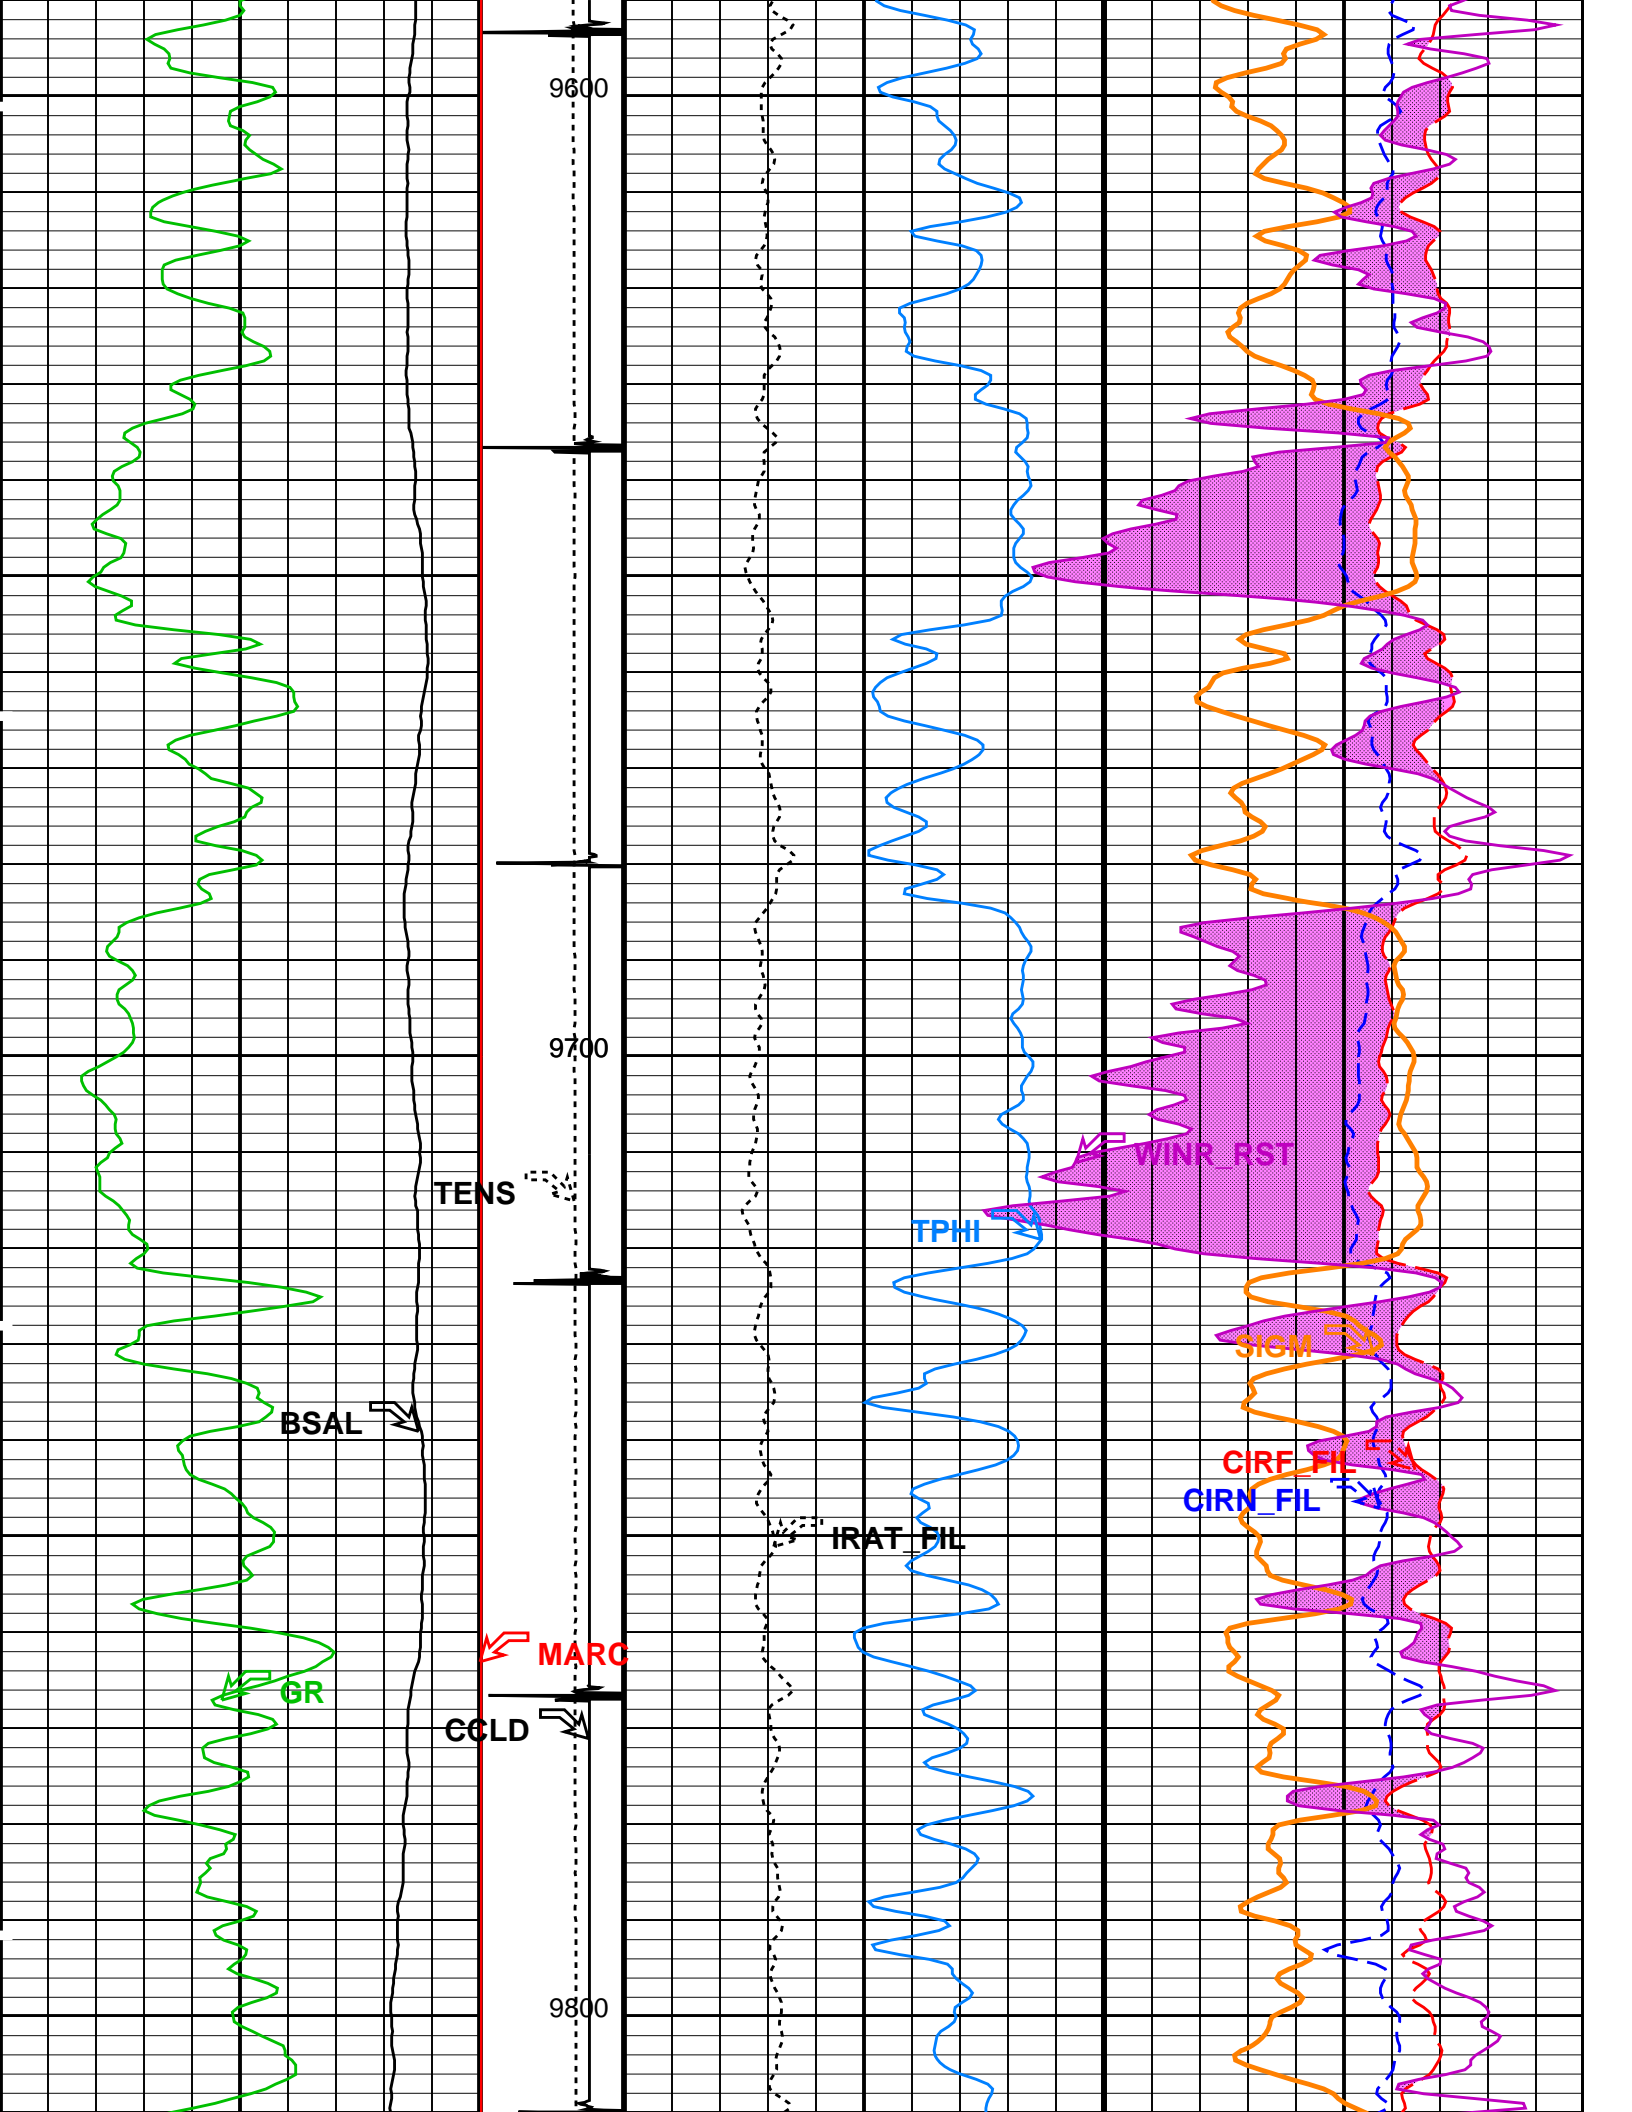 9600
9700
WINR_RST
TENS
TPHI
SIGM
BSAL
CIRF_FIL
CIRN_FIL
IRAT_FIL
MARC
GR
CCLD
9800